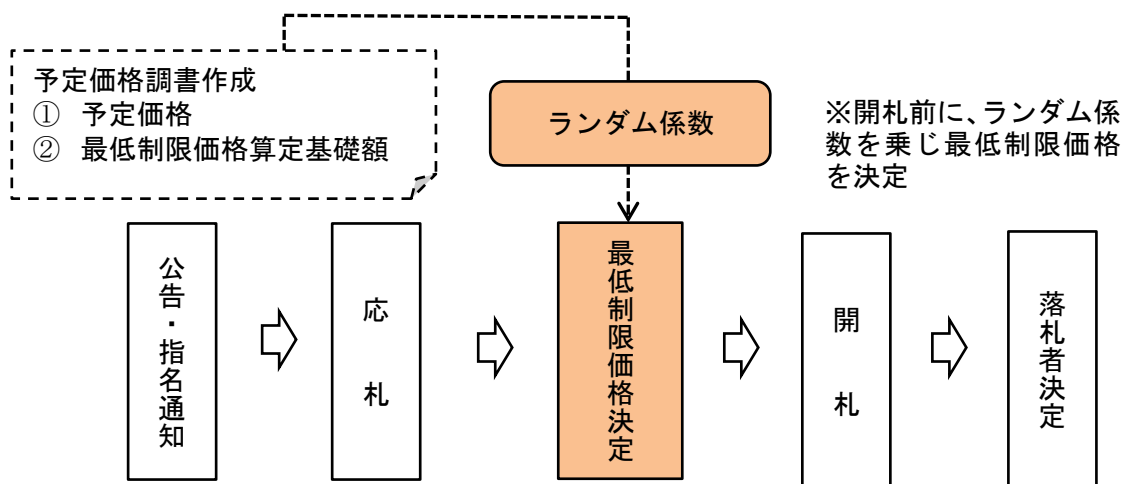 予定価格調書作成
① 予定価格
② 最低制限価格算定基礎額
ランダム係数
※開札前に、ランダム係
数を乗じ最低制限価格
を決定
公告・指名通知
応札
最低制限価格決定
開札
落札者決定